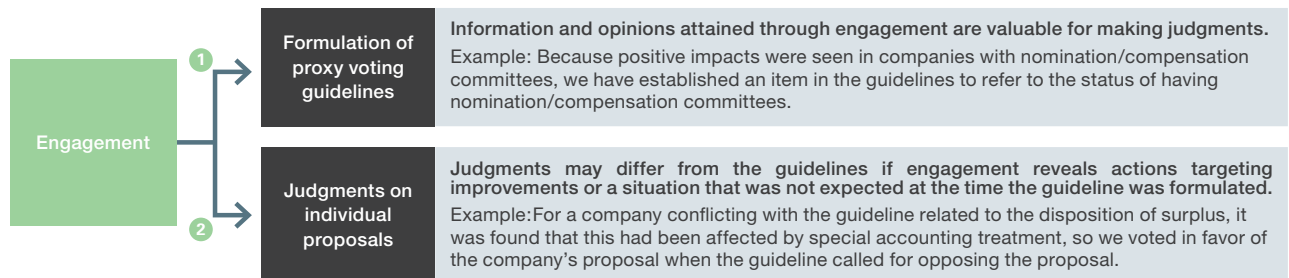 Engagement
1
Formulation of
proxy voting
guidelines
Information and opinions attained through engagement are valuable for making judgments.
Example: Because positive impacts were seen in companies with nomination/compensation
committees, we have established an item in the guidelines to refer to the status of having
nomination/compensation committees.
2
Judgments on
individual
proposals
Judgments may differ from the guidelines if engagement reveals actions targeting
improvements or a situation that was not expected at the time the guideline was formulated.
Example:For a company conflicting with the guideline related to the disposition of surplus, it
was found that this had been affected by special accounting treatment, so we voted in favor of
the company's proposal when the guideline called for opposing the proposal.